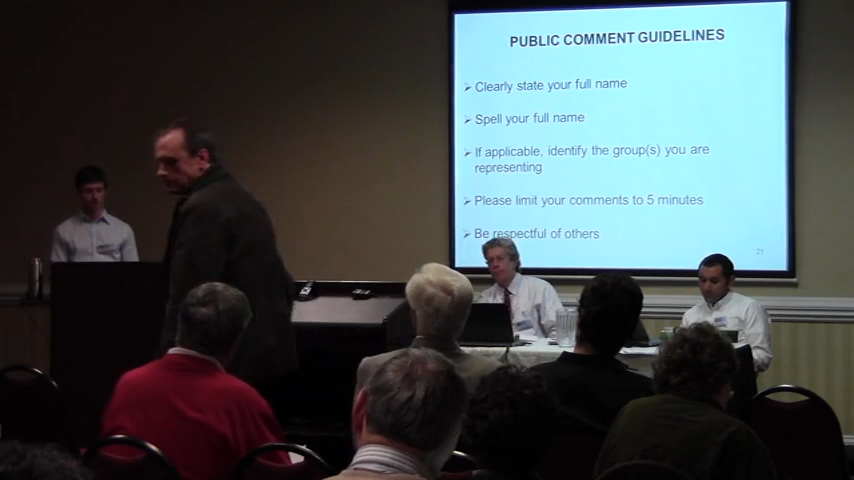 PUBLIC COMMENT GUIDELINES
➢ Clearly state your full name
➢ Spell your full name
➢ If applicable, identify the group(s) you are
representing
➢ Please limit your comments to 5 minutes
➢ Be respectful of others
21